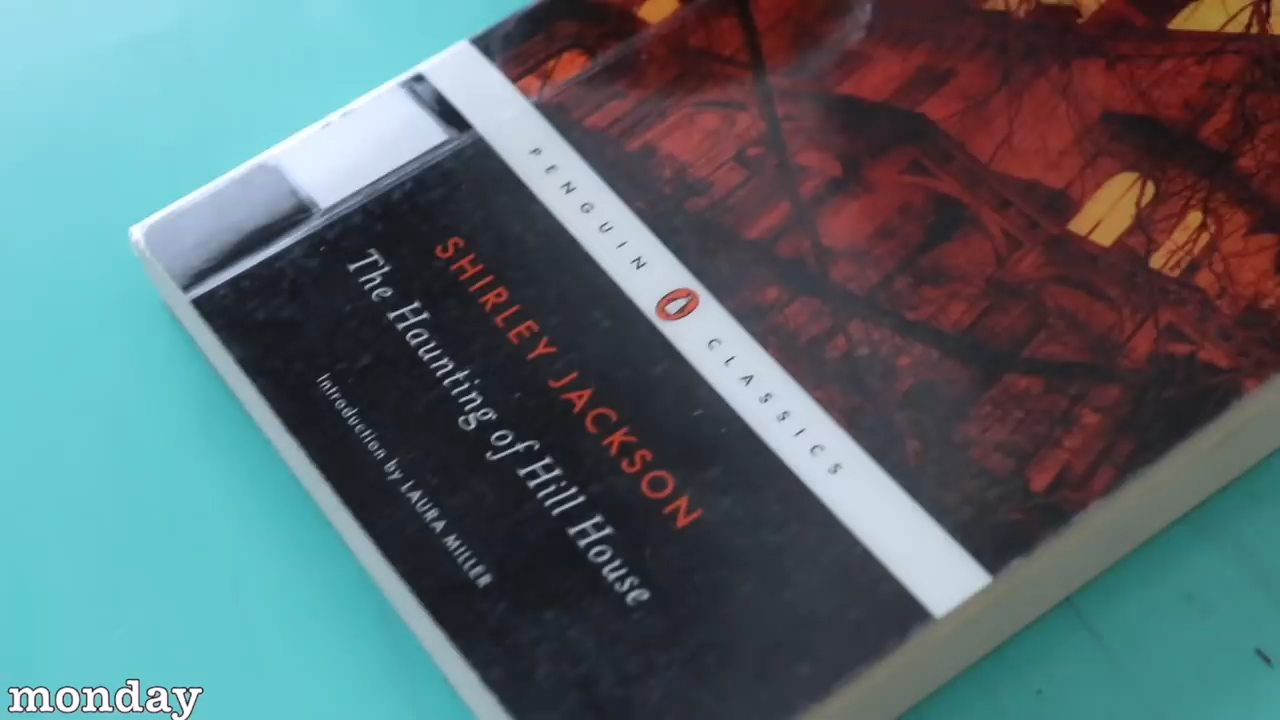 PENGUIN CLASSICS
SHIRLEY JACKSON
The Haunting of Hill House
Introduction by LAURA MILLER
monday